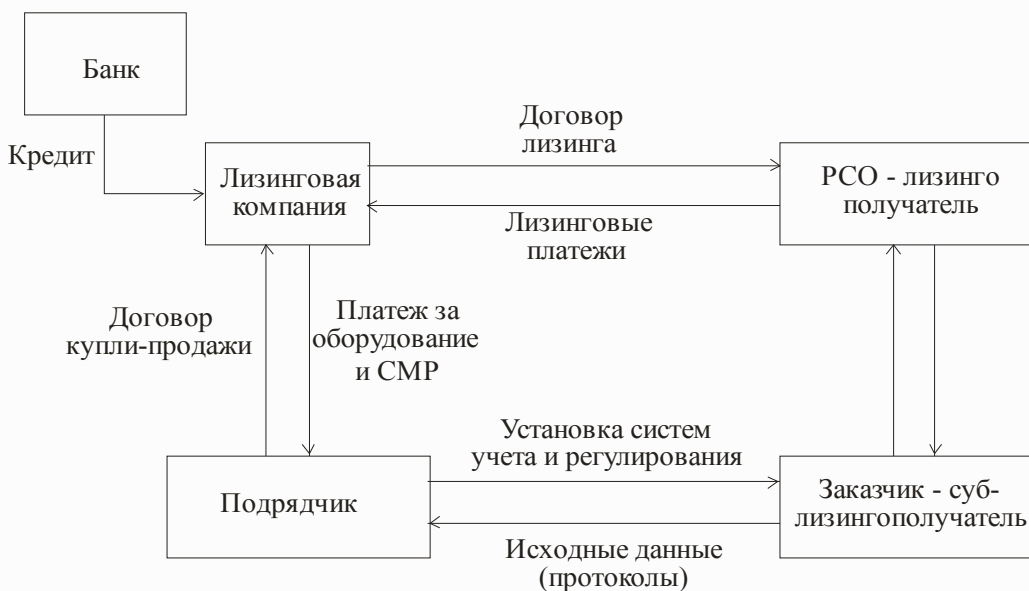 Банк
Кредит
Договор
лизинга
Лизинговая
компания
РСО - лизинго
получатель
Лизинговые
платежи
Договор
купли-продажи
Платеж за
оборудование
и СМР
Установка систем
учета и регулирования
Подрядчик
Заказчик - суб-
лизингополучатель
Исходные данные
(протоколы)